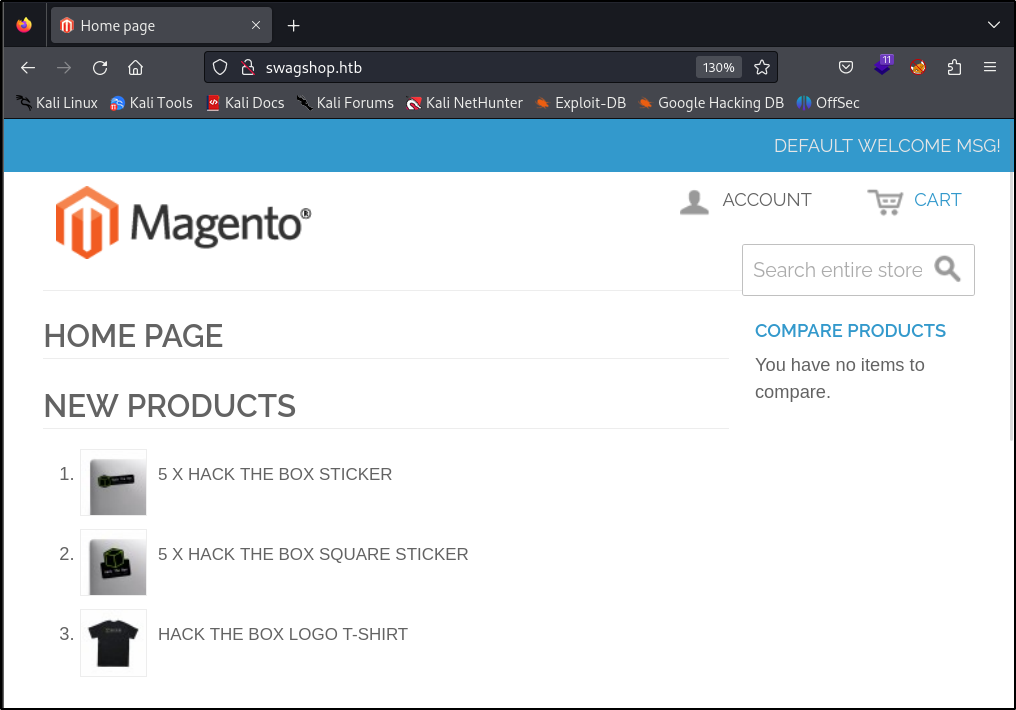 Home page
swagshop.htb
130%
11
Kali Linux Kali Tools Kali Docs Kali Forums Kali NetHunter Exploit-DB Google Hacking DB OffSec
DEFAULT WELCOME MSG!
Magento®
ACCOUNT CART
Search entire store
HOME PAGE
COMPARE PRODUCTS
You have no items to
compare.
NEW PRODUCTS
1. 5 X HACK THE BOX STICKER
2. 5 X HACK THE BOX SQUARE STICKER
3. HACK THE BOX LOGO T-SHIRT